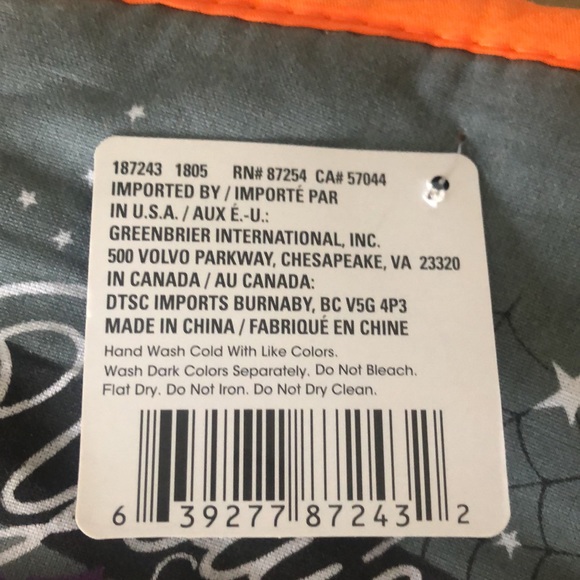 187243 1805 RN# 87254 CA# 57044
IMPORTED BY / IMPORTÉ PAR
IN U.S.A. / AUX É.-U.:
GREENBRIER INTERNATIONAL, INC.
500 VOLVO PARKWAY, CHESAPEAKE, VA 23320
IN CANADA / AU CANADA:
DTSC IMPORTS BURNABY, BC V5G 4P3
MADE IN CHINA / FABRIQUÉ EN CHINE
Hand Wash Cold With Like Colors.
Wash Dark Colors Separately. Do Not Bleach.
Flat Dry. Do Not Iron. Do Not Dry Clean.
6 39277 87243 2